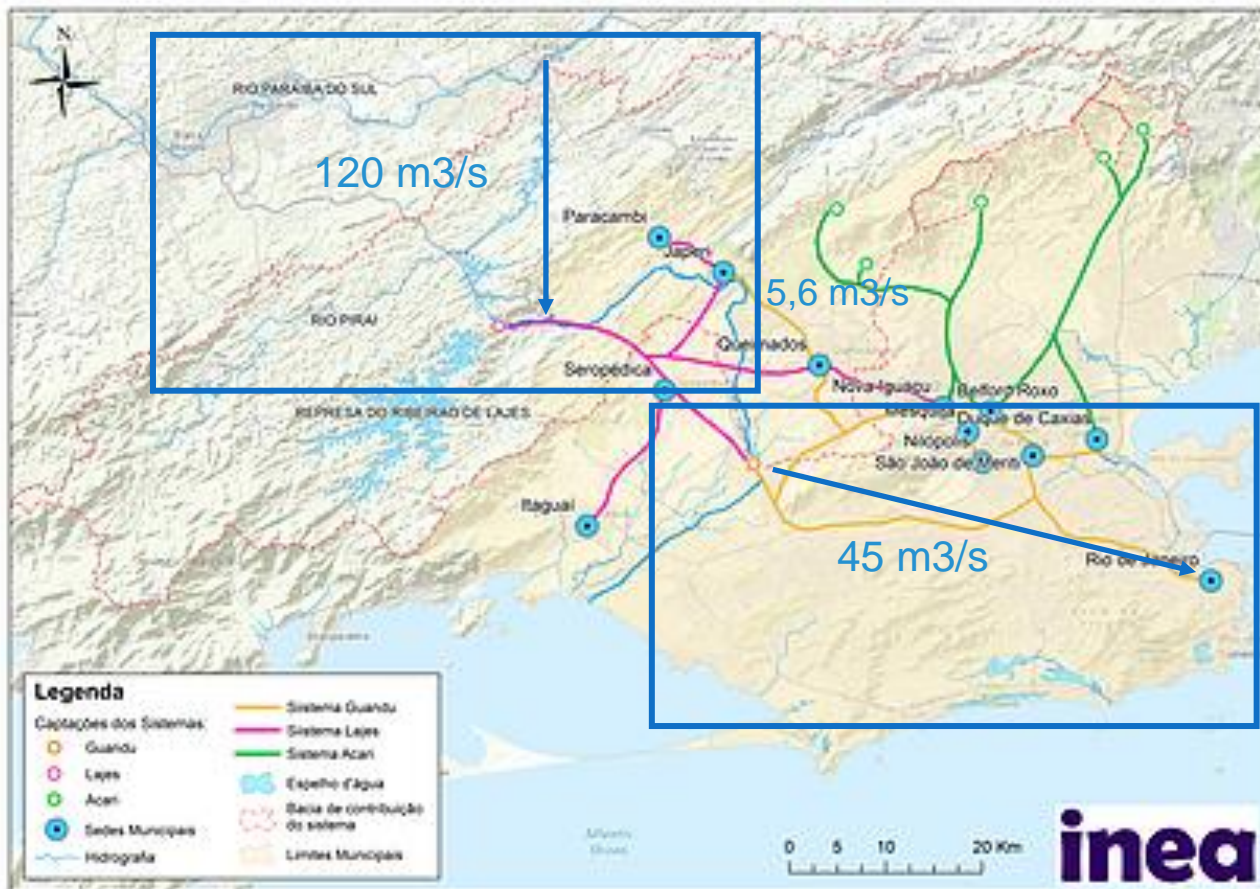 N
RIO PARAÍBA DO SUL
120 m3/s
Paracambi
Japeri
5,6 m3/s
RIO PIRAÍ
Queimados
Seropédica
Nova Iguaçu
Belford Roxo
REPRESA DO RIBEIRÃO DE LAJES
Mesquita
Duque de Caxias
Nilópolis
São João de Meriti
Itaguaí
45 m3/s
Rio de Janeiro
Legenda
Captações dos Sistemas
Guandu
Lajes
Acari
Sedes Municipais
Hidrografia
Sistema Guandu
Sistema Lajes
Sistema Acari
Espelho d'água
Bacia de contribuição
do sistema
Limites Municipais
0 5 10 20 Km
inea